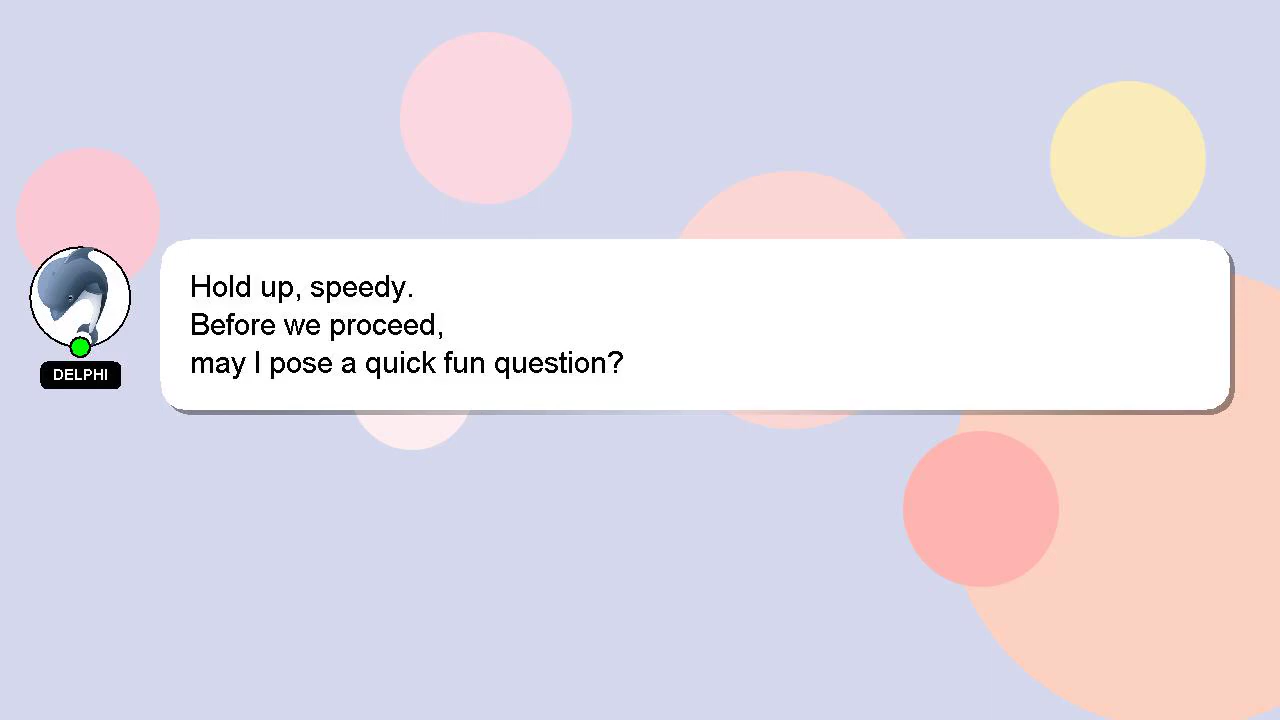 Hold up, speedy.
Before we proceed,
may I pose a quick fun question?
DELPHI